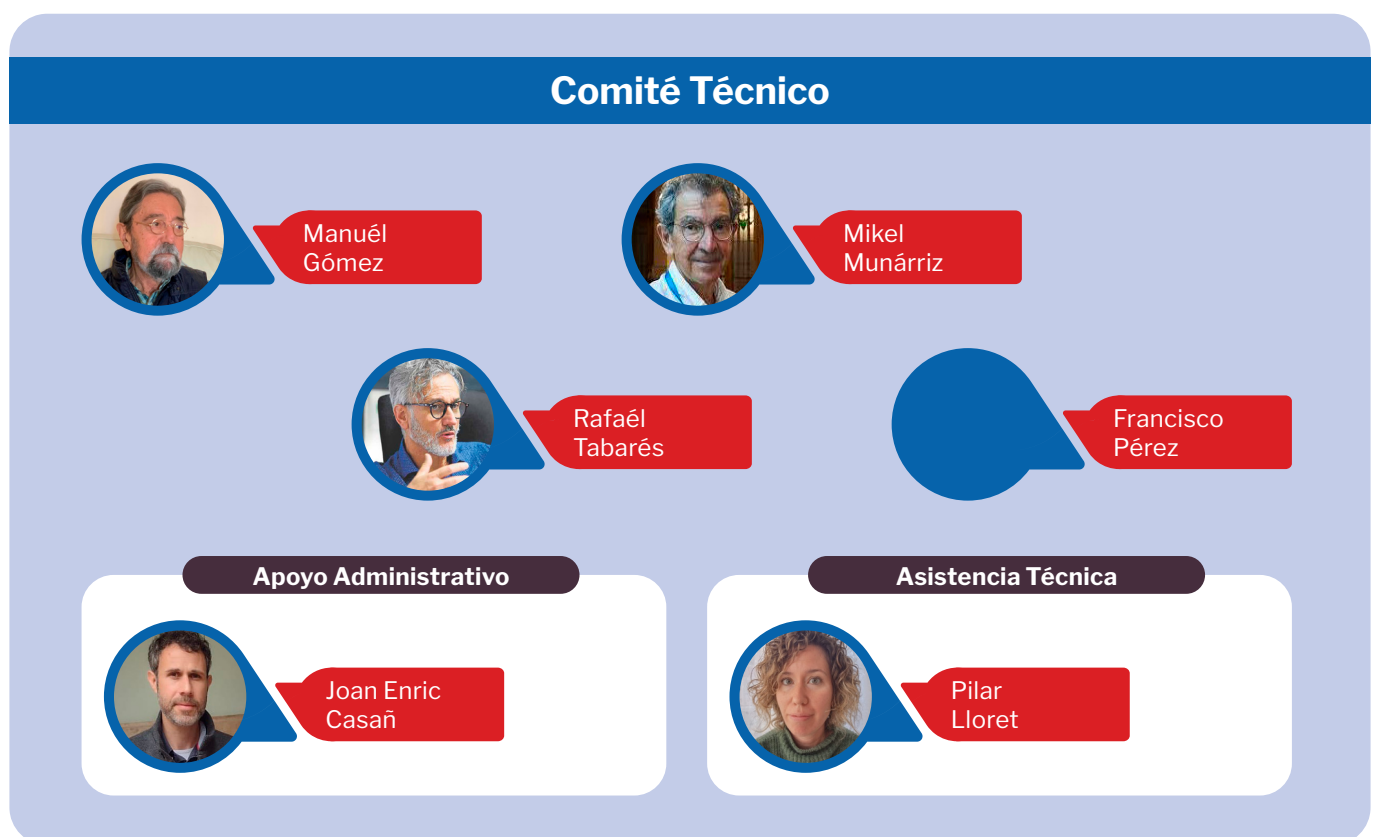 Comité Técnico
Manuél
Gómez
Mikel
Munárriz
Rafaél
Tabarés
Francisco
Pérez
Apoyo Administrativo
Joan Enric
Casañ
Asistencia Técnica
Pilar
Lloret